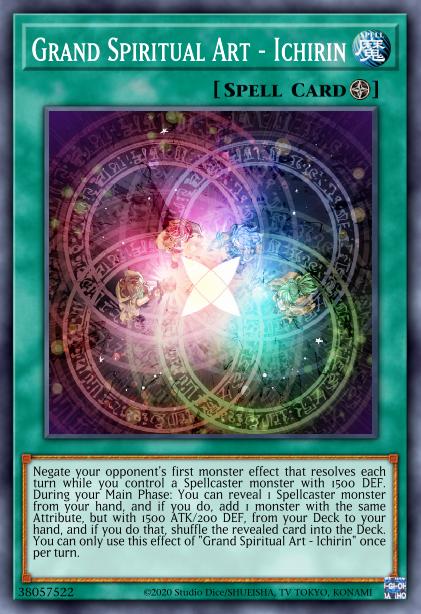 Grand Spiritual Art - Ichirin
SPELL
魔
[Spell Card]
Negate your opponent's first monster effect that resolves each
turn while you control a Spellcaster monster with 1500 DEF.
During your Main Phase: You can reveal 1 Spellcaster monster
from your hand, and if you do, add 1 monster with the same
Attribute, but with 1500 ATK/200 DEF, from your Deck to your
hand, and if you do that, shuffle the revealed card into the Deck.
You can only use this effect of "Grand Spiritual Art - Ichirin" once
per turn.
38057522
©2020 Studio Dice/SHUEISHA, TV TOKYO, KONAMI